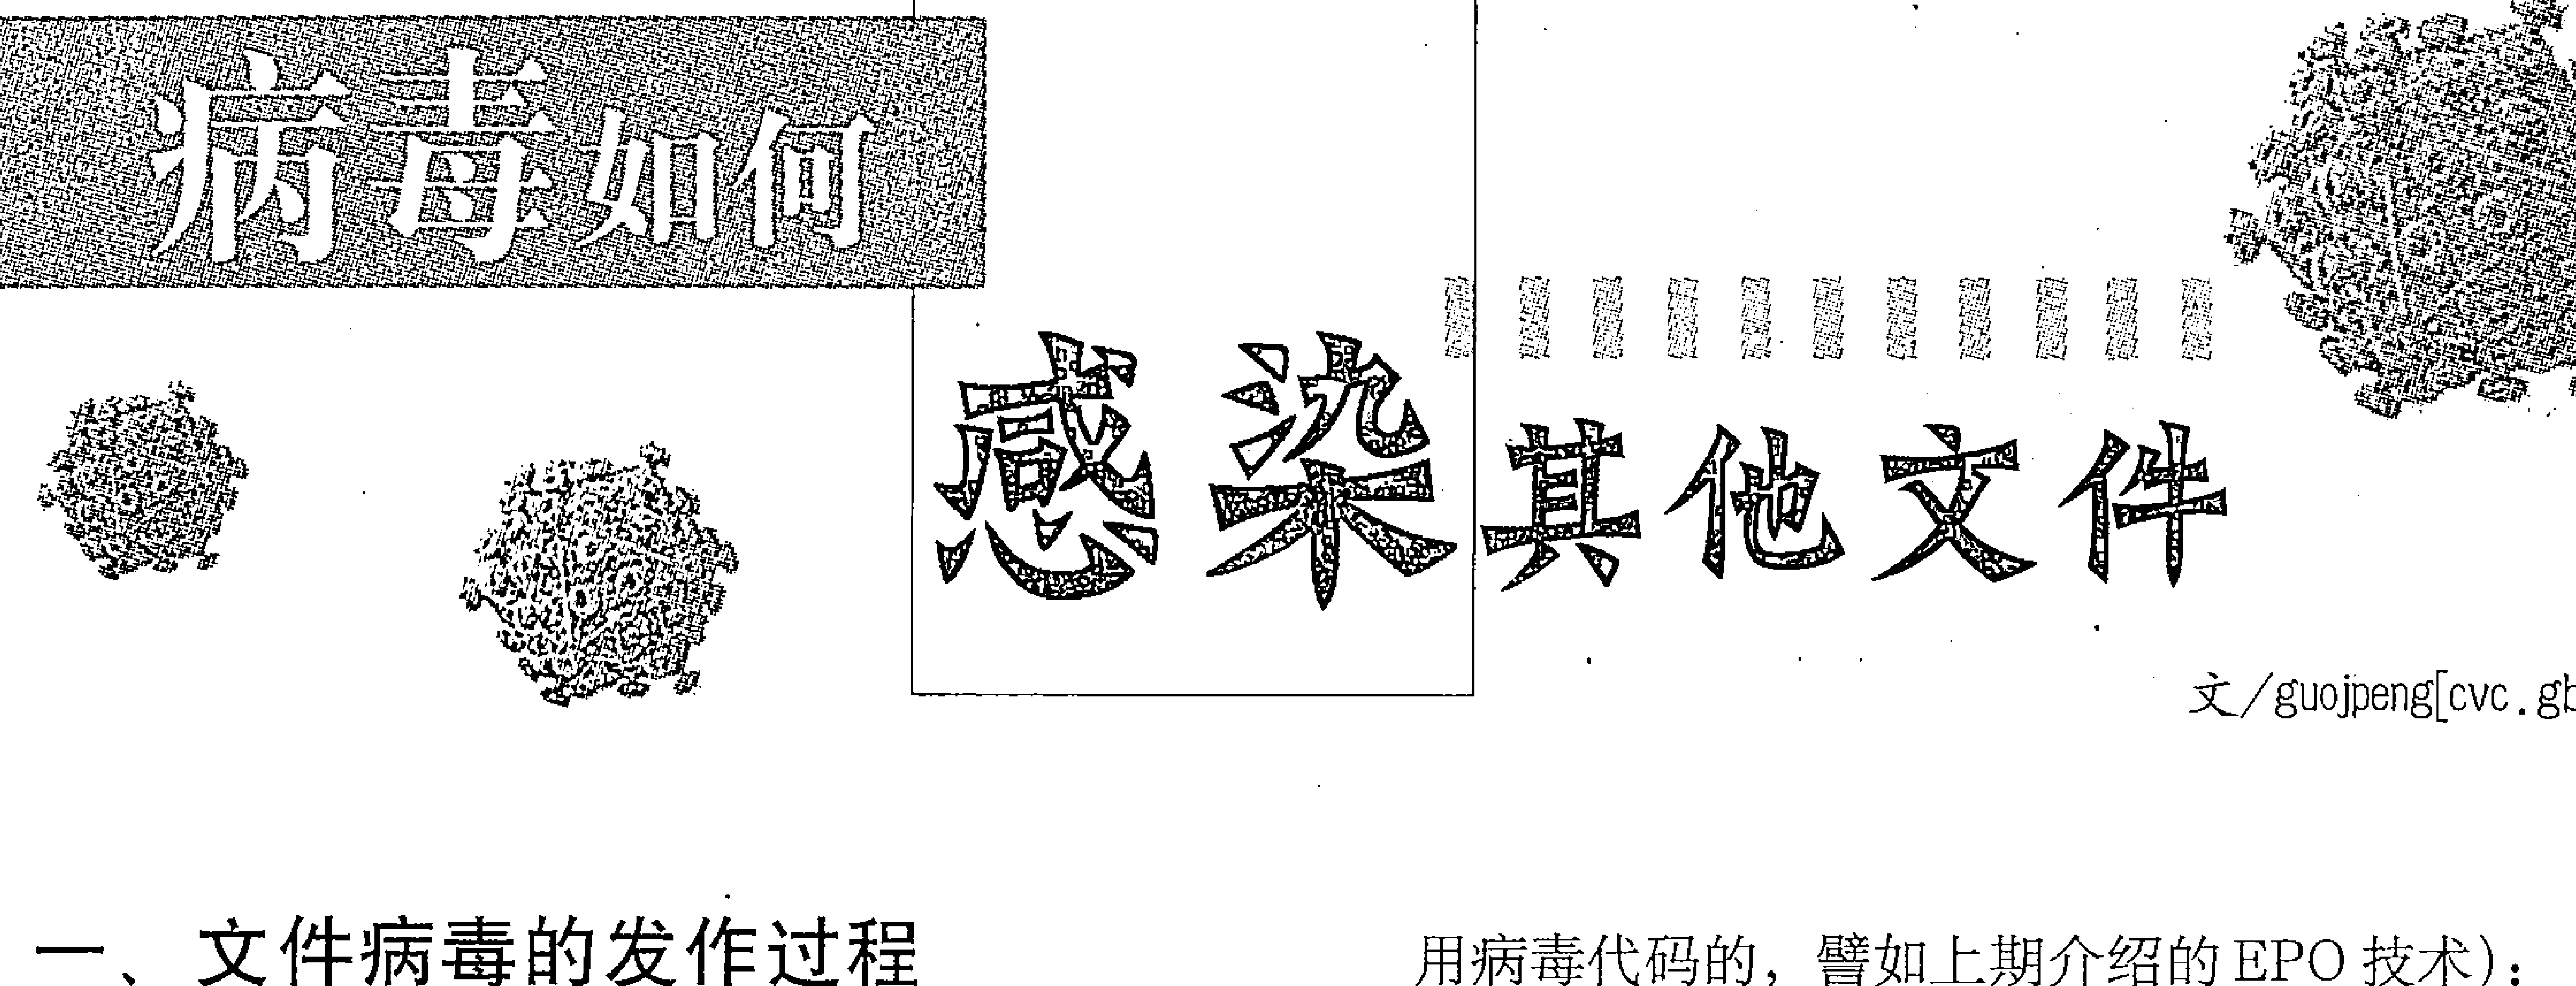 病毒如何
感染其他文件
文/guojpeng[cvc.gb
一、文件病毒的发作过程
用病毒代码的，譬如上期介绍的EPO技术)：